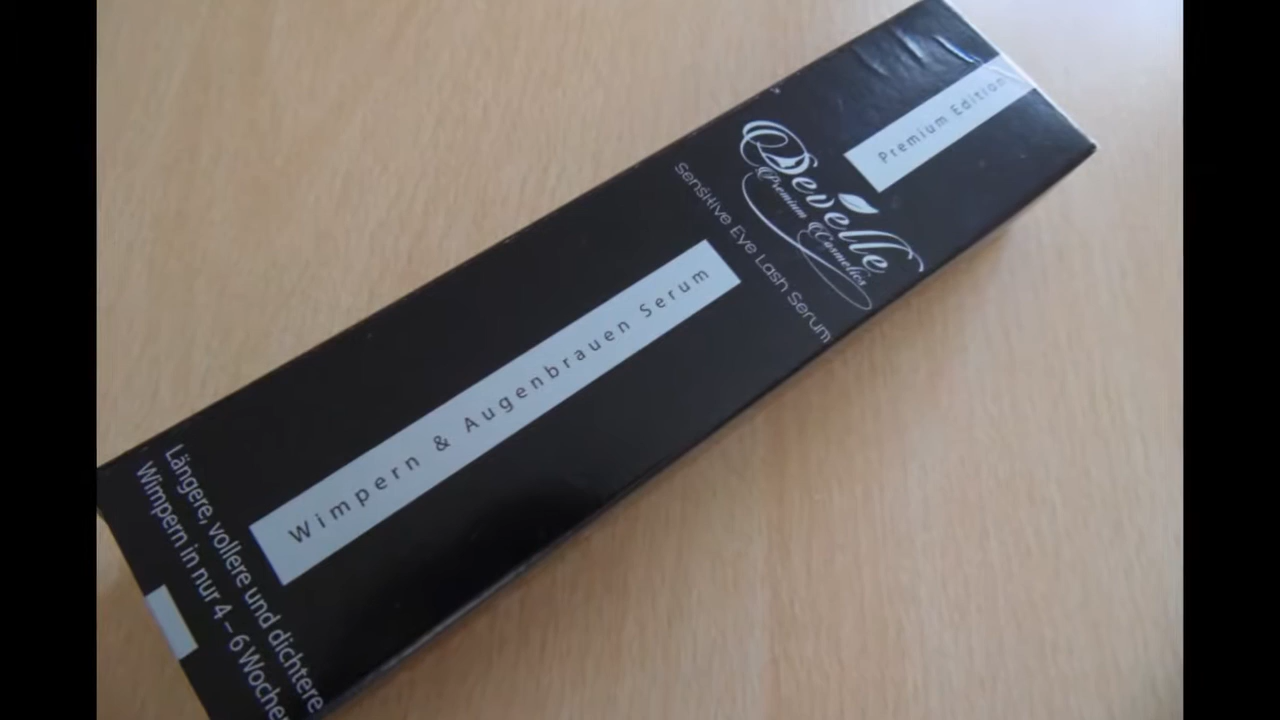 Premium Edition
Develle
Premium Cosmetics
Sensitive Eye Lash Serum
Wimpern & Augenbrauen Serum
Längere, vollere und dichtere
Wimpern in nur 4 – 6 Wochen